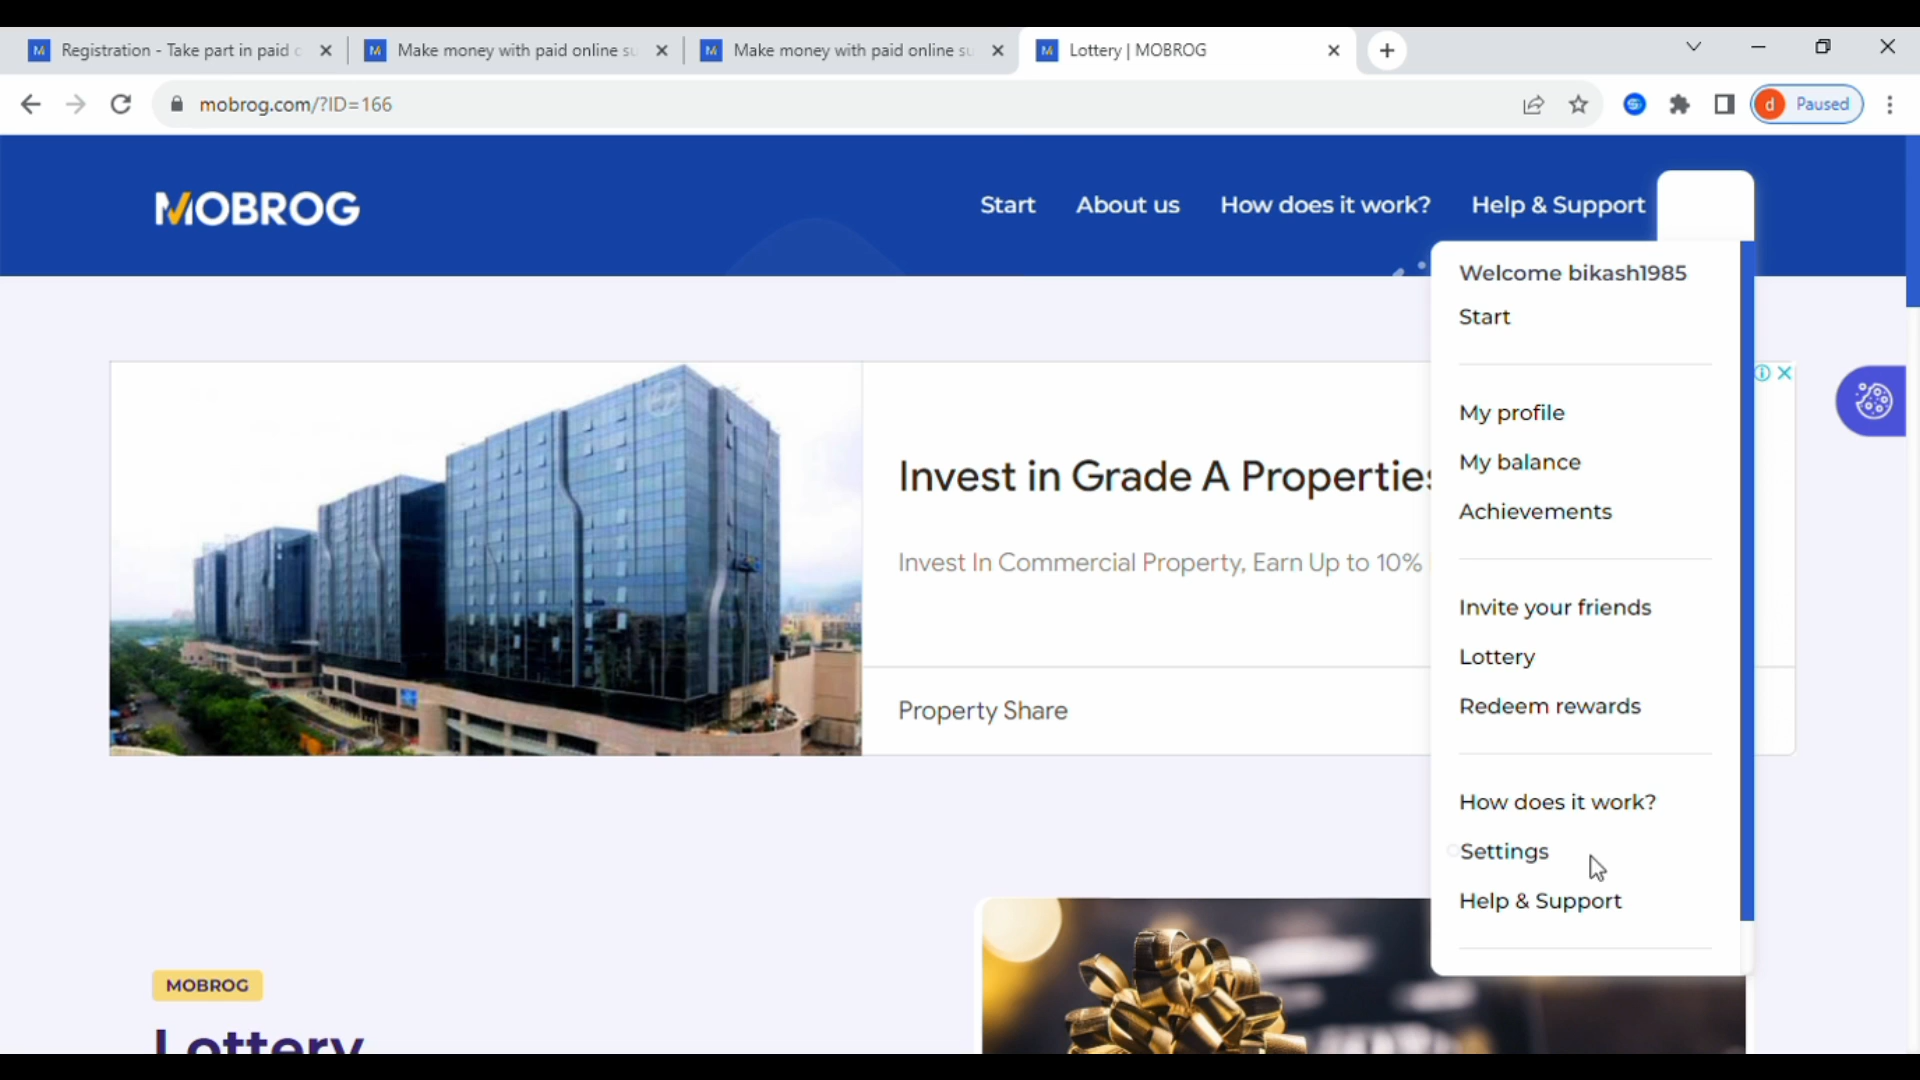 Registration - Take part in paid
Make money with paid online su
Make money with paid online su
Lottery | MOBROG
mobrog.com/?ID=166
d Paused
MOBROG
Start
About us
How does it work?
Help & Support
Welcome bikash1985
Start
My profile
My balance
Achievements
Invite your friends
Lottery
Redeem rewards
How does it work?
Settings
Help & Support
Invest in Grade A Properties
Invest In Commercial Property, Earn Up to 10%
Property Share
MOBROG
Lottery